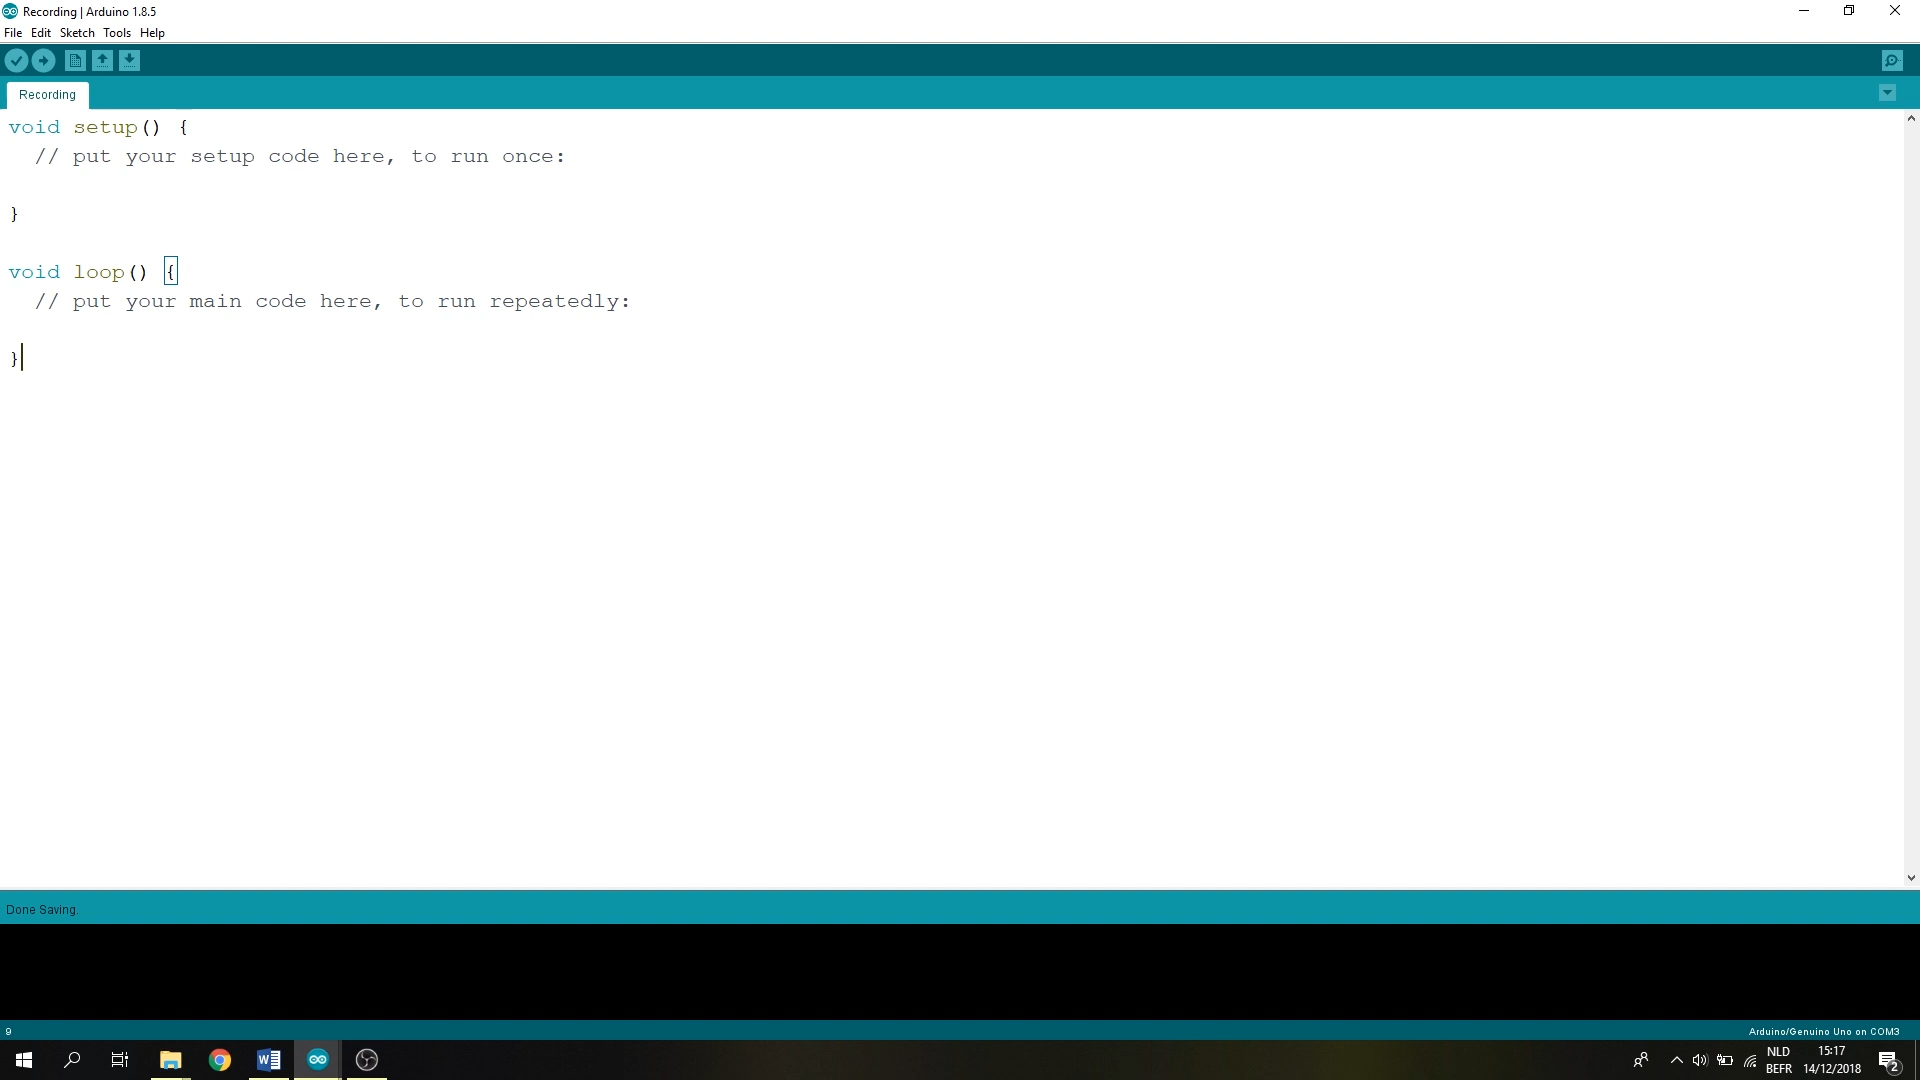 Recording | Arduino 1.8.5
File Edit Sketch Tools Help
Recording
void setup() {
// put your setup code here, to run once:
}
void loop() {
// put your main code here, to run repeatedly:
}
Done Saving.
9
Arduino/Genuino Uno on COM3
NLD
BEFR
15:17
14/12/2018
2